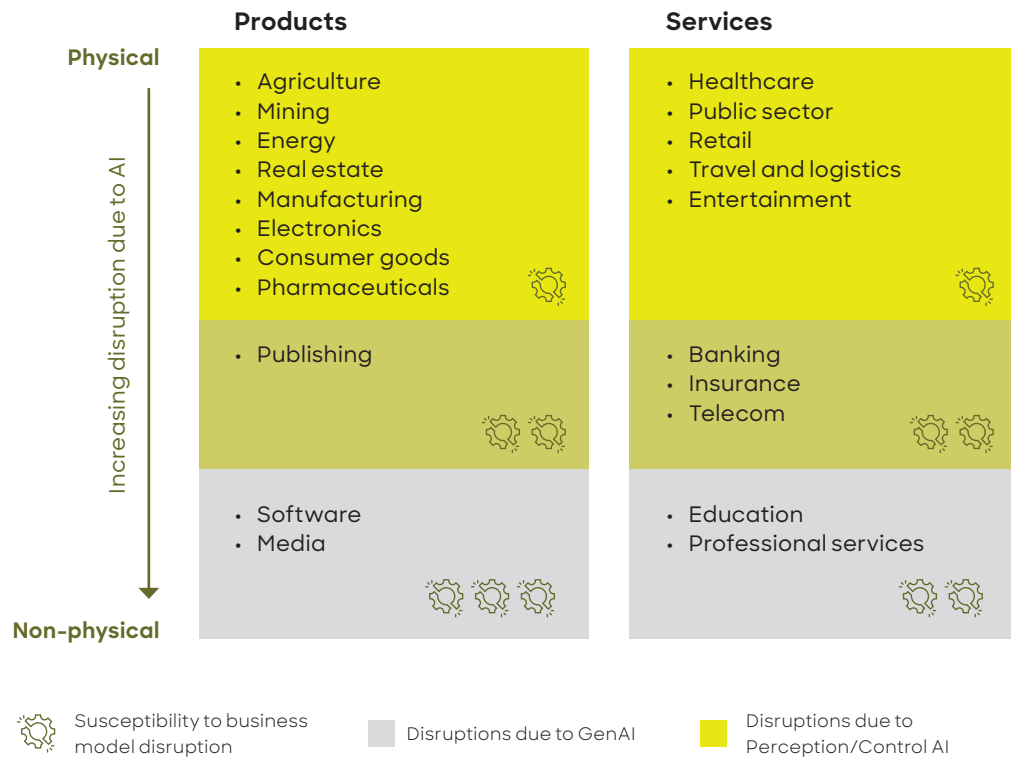 Products
Services
Physical
Increasing disruption due to AI
Non-physical
• Agriculture
• Mining
• Energy
• Real estate
• Manufacturing
• Electronics
• Consumer goods
• Pharmaceuticals
• Healthcare
• Public sector
• Retail
• Travel and logistics
• Entertainment
• Publishing
• Banking
• Insurance
• Telecom
• Software
• Media
• Education
• Professional services
Susceptibility to business
model disruption
Disruptions due to GenAI
Disruptions due to
Perception/Control AI